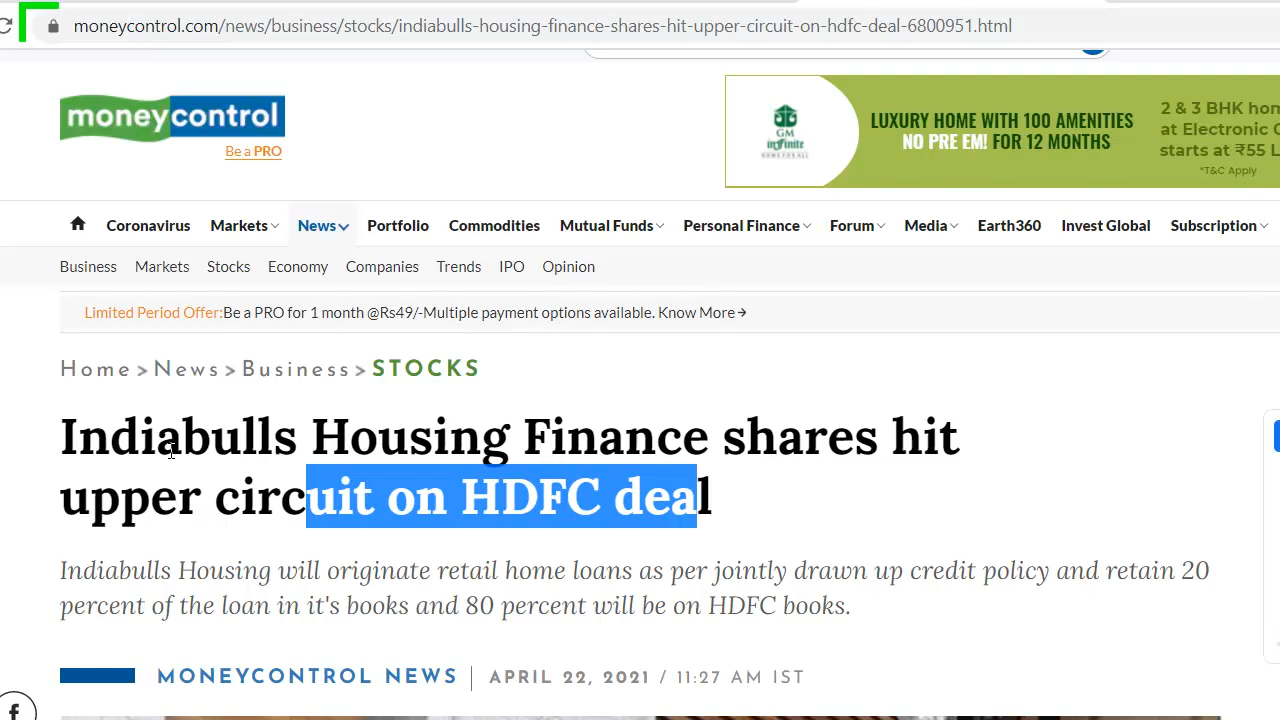 moneycontrol.com/news/business/stocks/indiabulls-housing-finance-shares-hit-upper-circuit-on-hdfc-deal-6800951.html
moneycontrol
Be a PRO
GM
infinite
LUXURY HOME WITH 100 AMENITIES
NO PRE EM! FOR 12 MONTHS
2 & 3 BHK hom
at Electronic C
starts at ₹55 L
*T&C Apply
Coronavirus Markets News Portfolio Commodities Mutual Funds Personal Finance Forum Media Earth360 Invest Global Subscription
Business Markets Stocks Economy Companies Trends IPO Opinion
Limited Period Offer:Be a PRO for 1 month @Rs49/-Multiple payment options available. Know More→
Home > News > Business > STOCKS
Indiabulls Housing Finance shares hit
upper circuit on HDFC deal
Indiabulls Housing will originate retail home loans as per jointly drawn up credit policy and retain 20
percent of the loan in it's books and 80 percent will be on HDFC books.
MONEYCONTROL NEWS | APRIL 22, 2021 / 11:27 AM IST
f